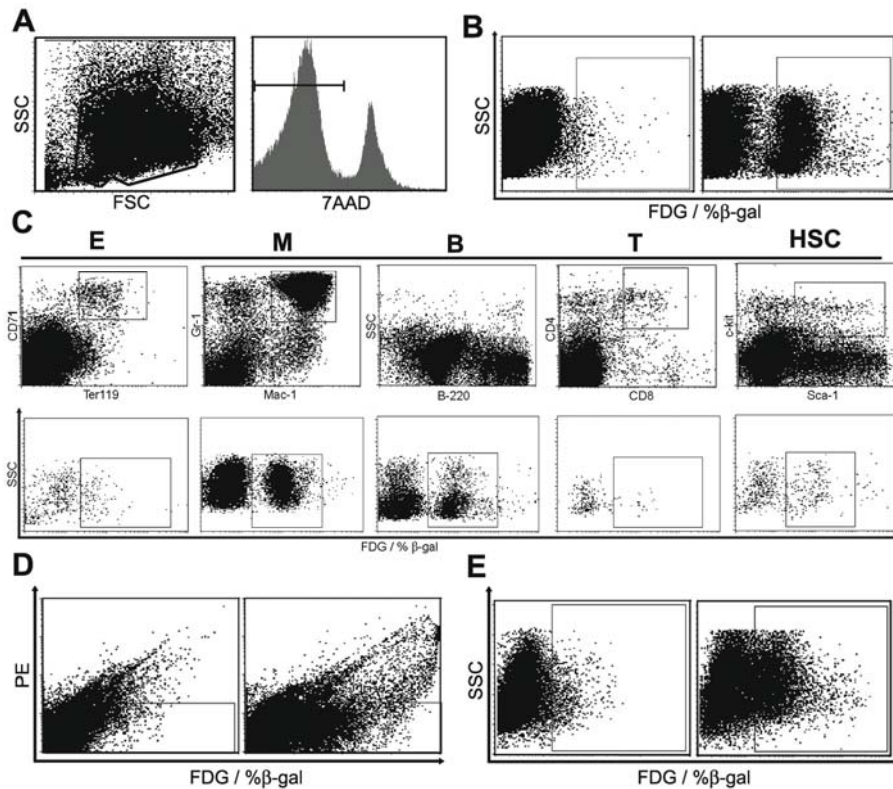 A
SSC
FSC
7AAD
B
SSC
FDG / %β-gal
C
E M B T HSC
CD71
Ter119
Gr-1
Mac-1
SSC
B-220
CD4
CD8
c-kit
Sca-1
SSC
FDG / % β-gal
D
PE
FDG / %β-gal
E
SSC
FDG / %β-gal